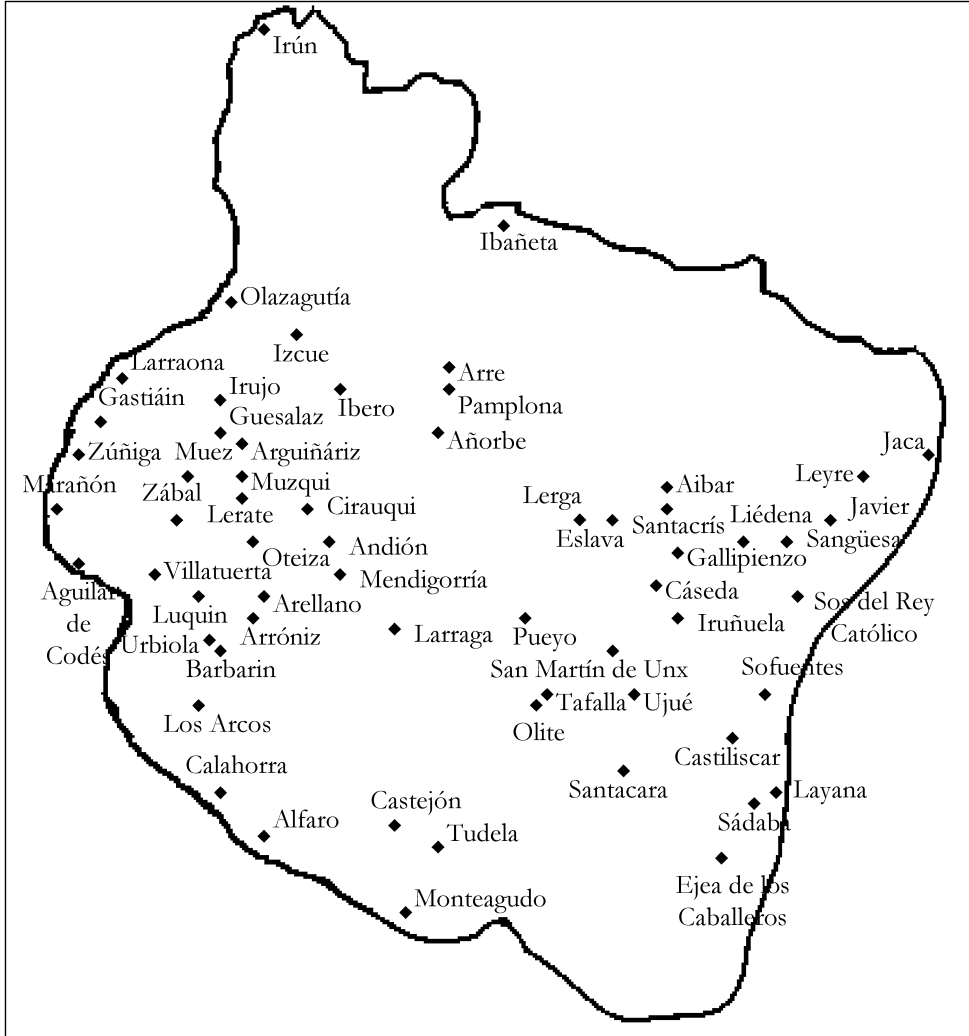 Irún
Ibañeta
Olazagutía
Izcue
Larraona
Arre
Irujo
Gastiáin
Ibero
Pamplona
Guesalaz
Añorbe
Jaca
Zúñiga
Muez
Arguiñáriz
Leyre
Marañón
Zábal
Muzqui
Aibar
Lerga
Lerate
Cirauqui
Santacrís
Liédena
Javier
Eslava
Oteiza
Andión
Gallipienzo
Sangüesa
Villatuerta
Mendigorría
Aguilar
de
Codés
Cáseda
Luquin
Arellano
Sos del Rey
Católico
Arróniz
Larraga
Pueyo
Iruñuela
Urbiola
Barbarin
San Martín de Unx
Sofuentes
Los Arcos
Tafalla
Ujué
Olite
Castiliscar
Calahorra
Santacara
Layana
Castejón
Alfaro
Sádaba
Tudela
Monteagudo
Ejea de los
Caballeros